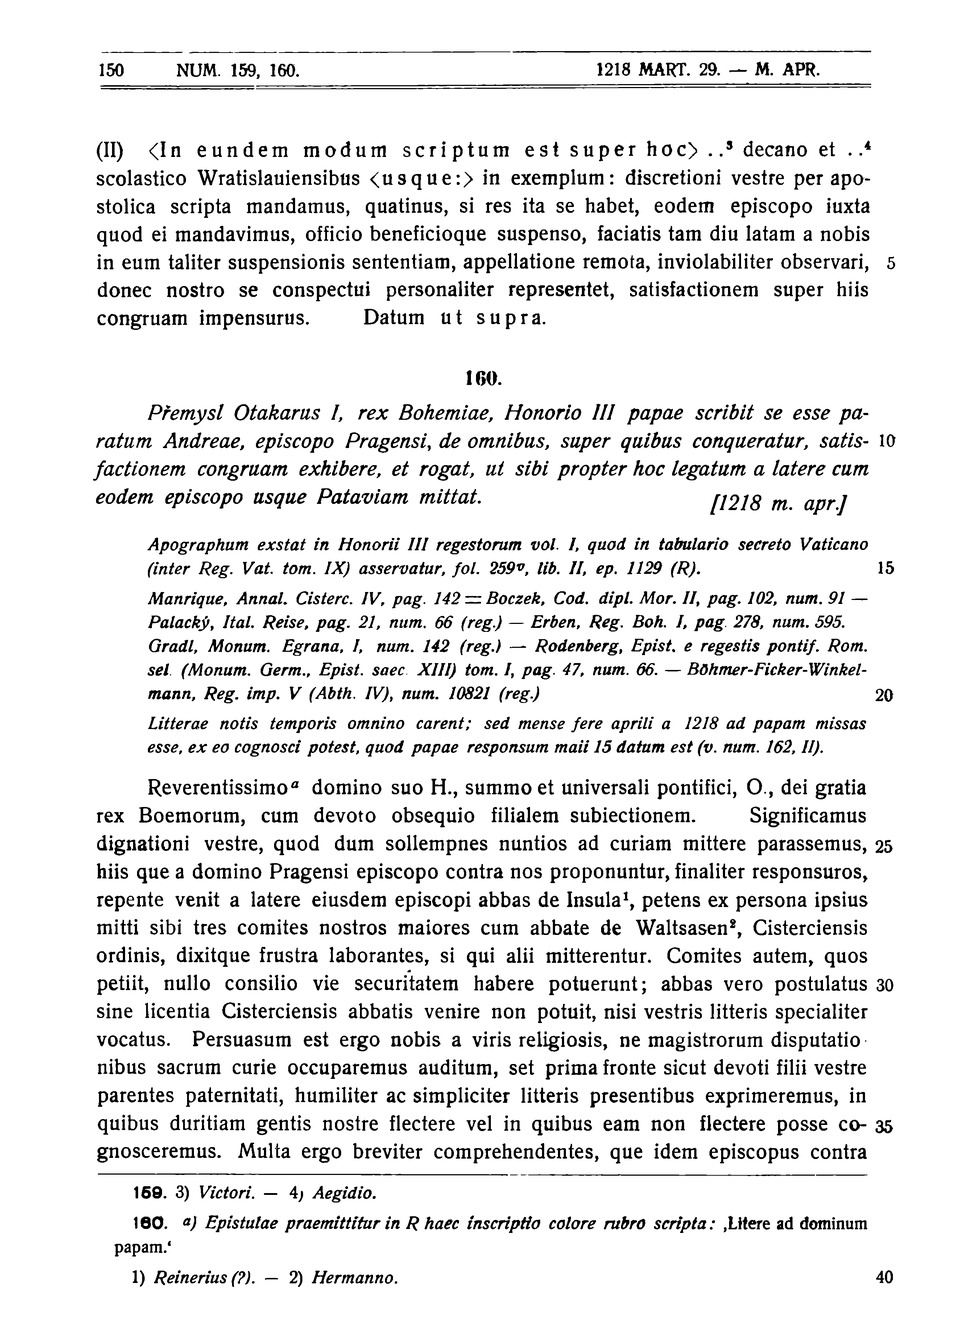 150 NUM. 159, 160. 1218 MART. 29. — M. APR.
(II) <In eundem modum scriptum est super hoc> ..³ decano et ..⁴
scolastico Wratislauiensibus <usque:> in exemplum: discretioni vestre per apo-
stolica scripta mandamus, quatinus, si res ita se habet, eodem episcopo iuxta
quod ei mandavimus, officio beneficioque suspenso, faciatis tam diu latam a nobis
in eum taliter suspensionis sententiam, appellatione remota, inviolabiliter observari, 5
donec nostro se conspectui personaliter representet, satisfactionem super hiis
congruam impensurus. Datum ut supra.
160.
Přemysl Otakarus I, rex Bohemiae, Honorio III papae scribit se esse pa-
ratum Andreae, episcopo Pragensi, de omnibus, super quibus conqueratur, satis- 10
factionem congruam exhibere, et rogat, ut sibi propter hoc legatum a latere cum
eodem episcopo usque Pataviam mittat. [1218 m. apr.]
Apographum exstat in Honorii III regestorum vol. I, quod in tabulario secreto Vaticano
(inter Reg. Vat. tom. IX) asservatur, fol. 259ᵛ, lib. II, ep. 1129 (R). 15
Manrique, Annal. Cisterc. IV, pag. 142 = Boczek, Cod. dipl. Mor. II, pag. 102, num. 91 —
Palacký, Ital. Reise, pag. 21, num. 66 (reg.) — Erben, Reg. Boh. I, pag. 278, num. 595.
Gradl, Monum. Egrana, I, num. 142 (reg.) — Rodenberg, Epist. e regestis pontif. Rom.
sel. (Monum. Germ., Epist. saec. XIII) tom. I, pag. 47, num. 66. — Böhmer-Ficker-Winkel-
mann, Reg. imp. V (Abth. IV), num. 10821 (reg.) 20
Litterae notis temporis omnino carent; sed mense fere aprili a 1218 ad papam missas
esse, ex eo cognosci potest, quod papae responsum maii 15 datum est (v. num. 162, II).
Reverentissimoᵃ domino suo H., summo et universali pontifici, O., dei gratia
rex Boemorum, cum devoto obsequio filialem subiectionem. Significamus
dignationi vestre, quod dum sollempnes nuntios ad curiam mittere parassemus, 25
hiis que a domino Pragensi episcopo contra nos proponuntur, finaliter responsuros,
repente venit a latere eiusdem episcopi abbas de Insula¹, petens ex persona ipsius
mitti sibi tres comites nostros maiores cum abbate de Waltsasen², Cisterciensis
ordinis, dixitque frustra laborantes, si qui alii mitterentur. Comites autem, quos
petiit, nullo consilio vie securitatem habere potuerunt; abbas vero postulatus 30
sine licentia Cisterciensis abbatis venire non potuit, nisi vestris litteris specialiter
vocatus. Persuasum est ergo nobis a viris religiosis, ne magistrorum disputatio-
nibus sacrum curie occuparemus auditum, set prima fronte sicut devoti filii vestre
parentes paternitati, humiliter ac simpliciter litteris presentibus exprimeremus, in
quibus duritiam gentis nostre flectere vel in quibus eam non flectere posse co- 35
gnosceremus. Multa ergo breviter comprehendentes, que idem episcopus contra
159. 3) Victori. — 4) Aegidio.
160. a) Epistulae praemittitur in R haec inscriptio colore rubro scripta: ‚Litere ad dominum
papam.‘
1) Reinerius (?). — 2) Hermanno. 40